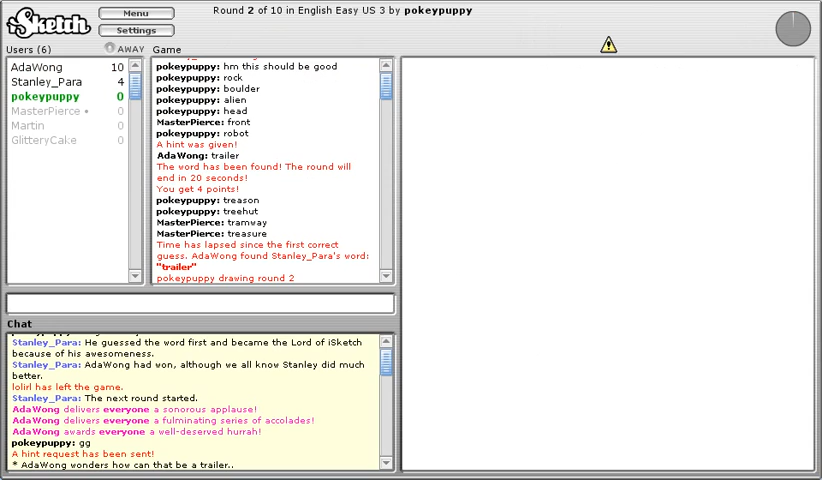 iSketch
Menu
Settings
Round 2 of 10 in English Easy US 3 by pokeypuppy
Users (6)
AWAY
AdaWong 10
Stanley_Para 4
pokeypuppy 0
MasterPierce • 0
Martin 0
GlitteryCake 0
Game
pokeypuppy: hm this should be good
pokeypuppy: rock
pokeypuppy: boulder
pokeypuppy: alien
pokeypuppy: head
MasterPierce: front
pokeypuppy: robot
A hint was given!
AdaWong: trailer
The word has been found! The round will
end in 20 seconds!
You get 4 points!
pokeypuppy: treason
pokeypuppy: treehut
MasterPierce: tramway
MasterPierce: treasure
Time has lapsed since the first correct
guess. AdaWong found Stanley_Para's word:
"trailer"
pokeypuppy drawing round 2
Chat
Stanley_Para: He guessed the word first and became the Lord of iSketch
because of his awesomeness.
Stanley_Para: AdaWong had won, although we all know Stanley did much
better.
lolirl has left the game.
Stanley_Para: The next round started.
AdaWong delivers everyone a sonorous applause!
AdaWong delivers everyone a fulminating series of accolades!
AdaWong awards everyone a well-deserved hurrah!
pokeypuppy: gg
A hint request has been sent!
* AdaWong wonders how can that be a trailer..